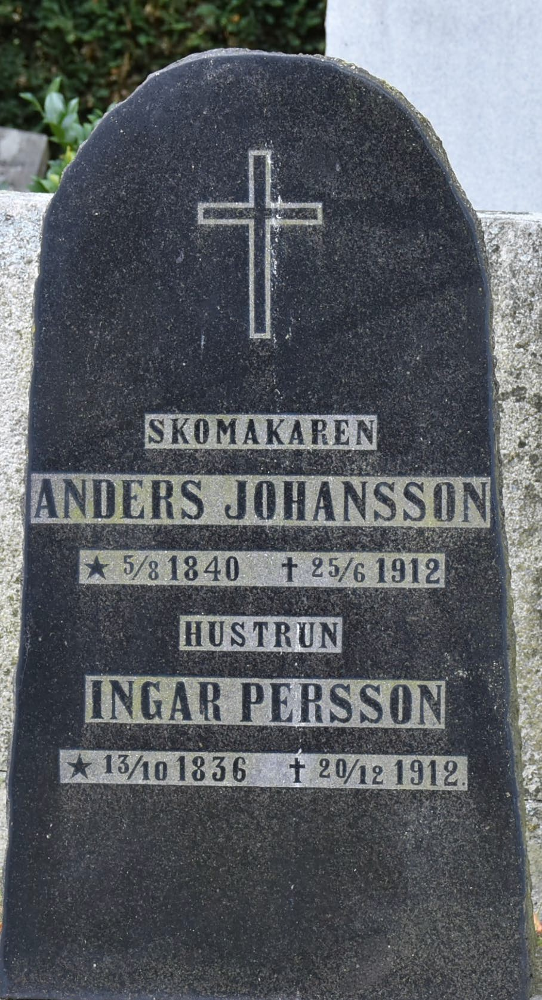 SKOMAKAREN
ANDERS JOHANSSON
★ 5/8 1840 † 25/6 1912
HUSTRUN
INGAR PERSSON
★ 13/10 1836 † 20/12 1912.